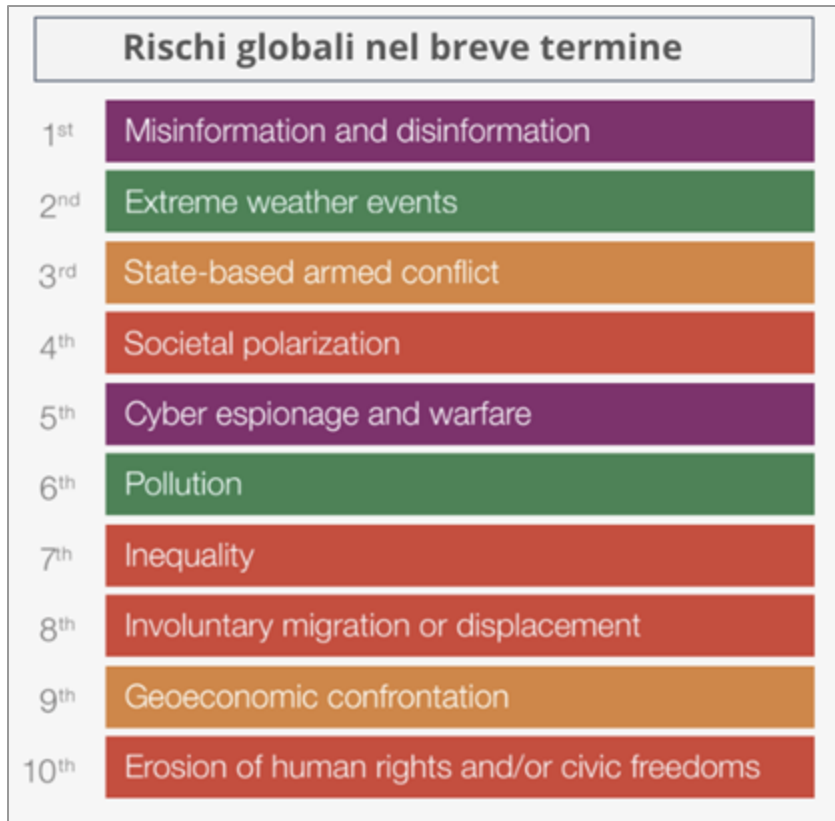 Rischi globali nel breve termine
1st Misinformation and disinformation
2nd Extreme weather events
3rd State-based armed conflict
4th Societal polarization
5th Cyber espionage and warfare
6th Pollution
7th Inequality
8th Involuntary migration or displacement
9th Geoeconomic confrontation
10th Erosion of human rights and/or civic freedoms